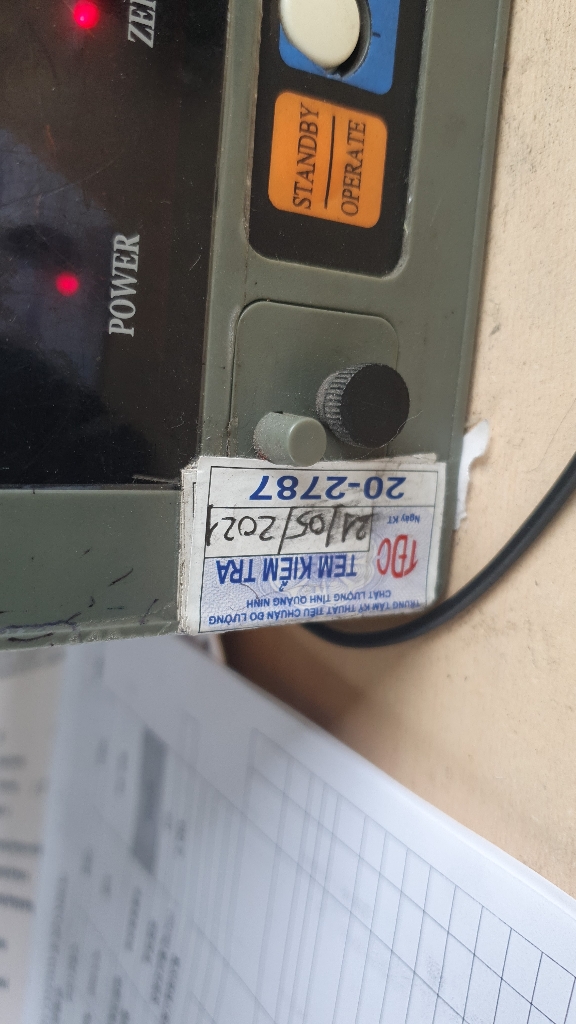 ZE
POWER
STANDBY
OPERATE
TRUNG TÂM KỸ THUẬT TIÊU CHUẨN ĐO LƯỜNG
CHẤT LƯỢNG TỈNH QUẢNG NINH
TĐC
TEM KIỂM TRA
Ngày KT
21/05/2021
20-2787